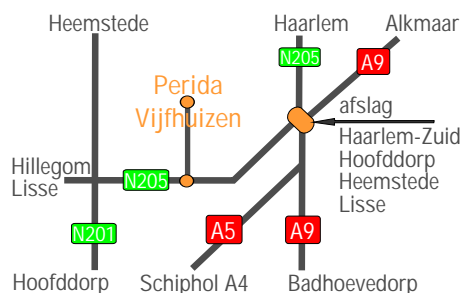 Heemstede
Haarlem
Alkmaar
N205
A9
Perida
Vijfhuizen
afslag
Haarlem-Zuid
Hoofddorp
Heemstede
Lisse
Hillegom
Lisse
N205
N201
A5
A9
Hoofddorp
Schiphol A4
Badhoevedorp